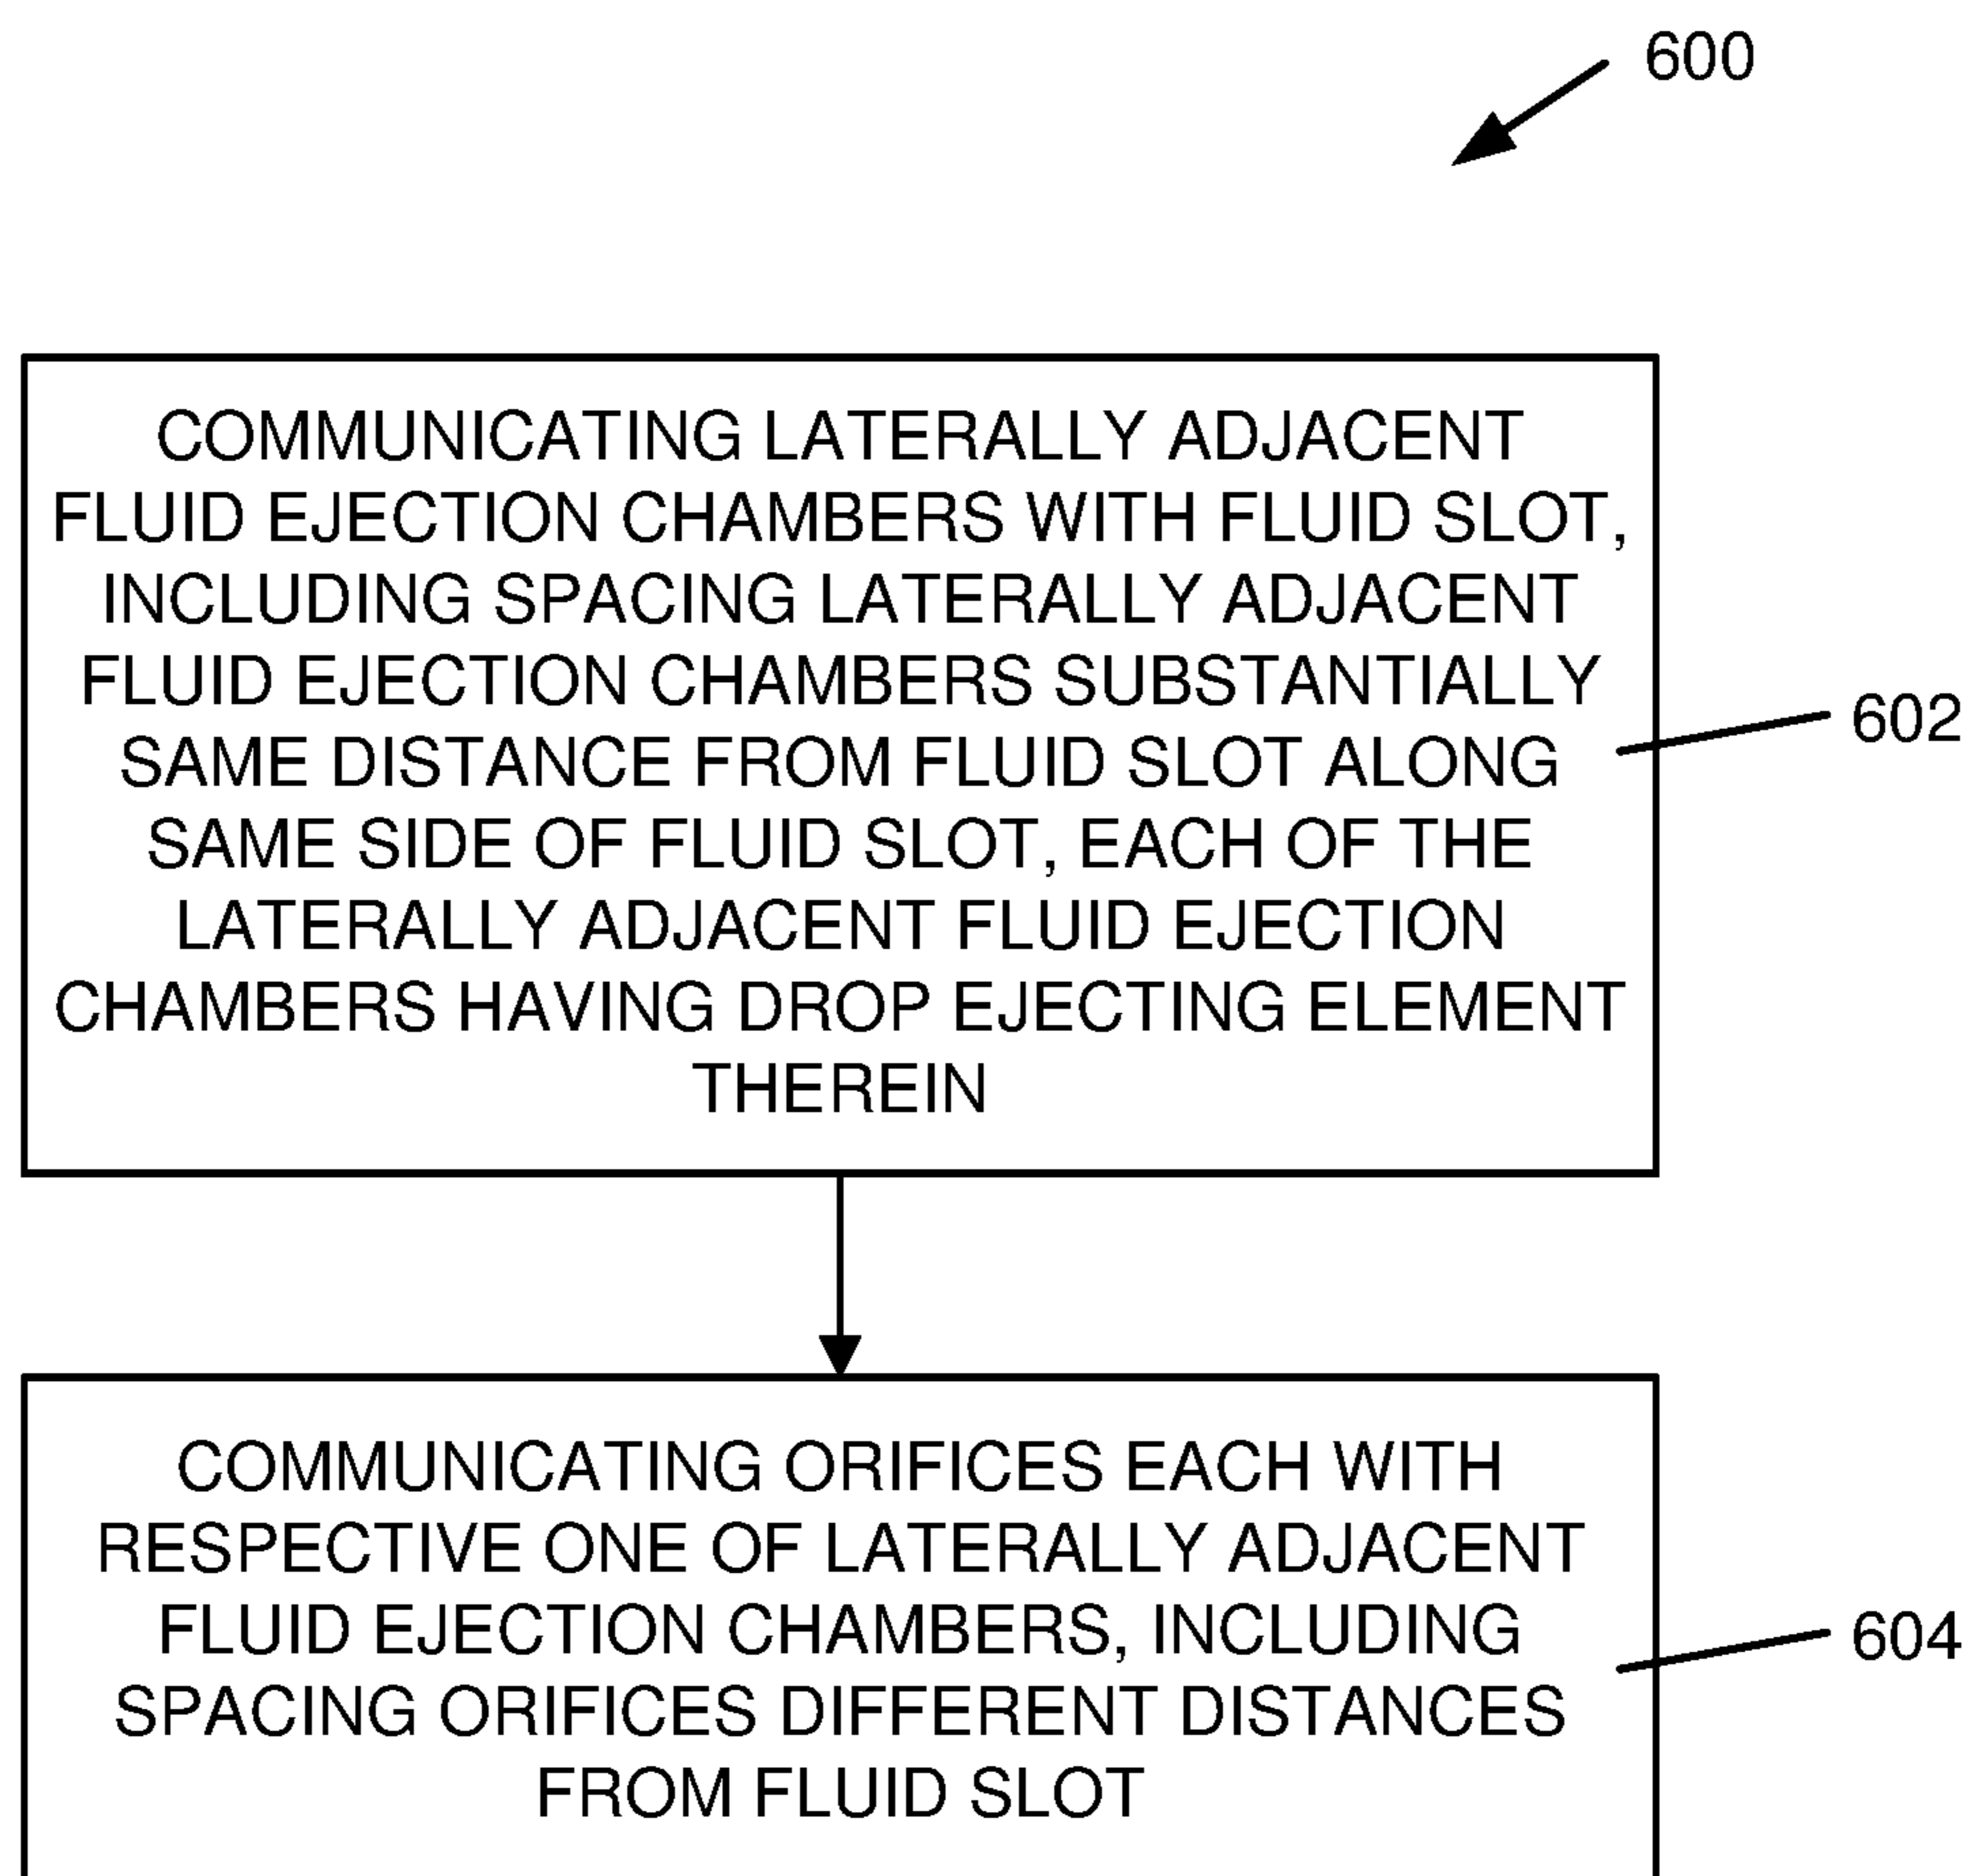 600
COMMUNICATING LATERALLY ADJACENT
FLUID EJECTION CHAMBERS WITH FLUID SLOT,
INCLUDING SPACING LATERALLY ADJACENT
FLUID EJECTION CHAMBERS SUBSTANTIALLY
SAME DISTANCE FROM FLUID SLOT ALONG
SAME SIDE OF FLUID SLOT, EACH OF THE
LATERALLY ADJACENT FLUID EJECTION
CHAMBERS HAVING DROP EJECTING ELEMENT
THEREIN
602
COMMUNICATING ORIFICES EACH WITH
RESPECTIVE ONE OF LATERALLY ADJACENT
FLUID EJECTION CHAMBERS, INCLUDING
SPACING ORIFICES DIFFERENT DISTANCES
FROM FLUID SLOT
604